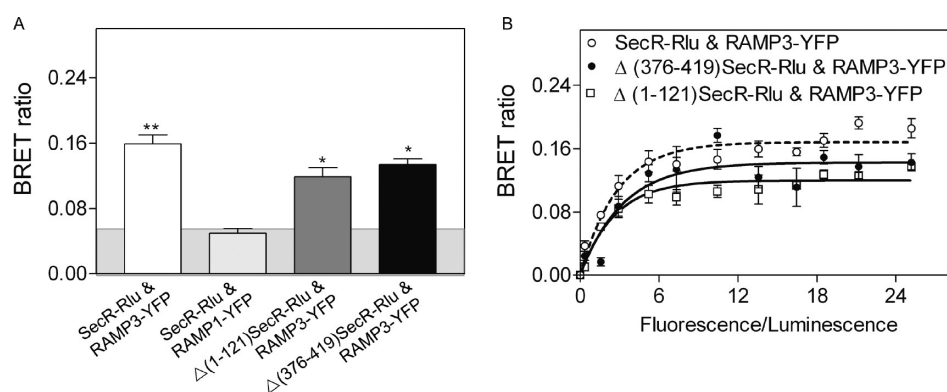 A
BRET ratio
0.24
0.16
0.08
0.00
**
*
*
SecR-Rlu &
RAMP3-YFP
SecR-Rlu &
RAMP1-YFP
△(1-121)SecR-Rlu &
RAMP3-YFP
△(376-419)SecR-Rlu &
RAMP3-YFP
B
BRET ratio
0.24
0.16
0.08
0.00
SecR-Rlu & RAMP3-YFP
Δ (376-419)SecR-Rlu & RAMP3-YFP
Δ (1-121)SecR-Rlu & RAMP3-YFP
0 6 12 18 24
Fluorescence/Luminescence